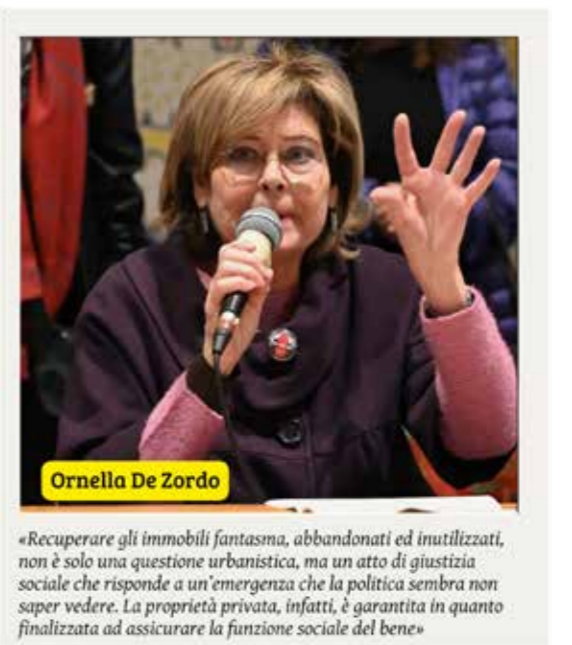 Ornella De Zordo
«Recuperare gli immobili fantasma, abbandonati ed inutilizzati,
non è solo una questione urbanistica, ma un atto di giustizia
sociale che risponde a un'emergenza che la politica sembra non
saper vedere. La proprietà privata, infatti, è garantita in quanto
finalizzata ad assicurare la funzione sociale del bene»